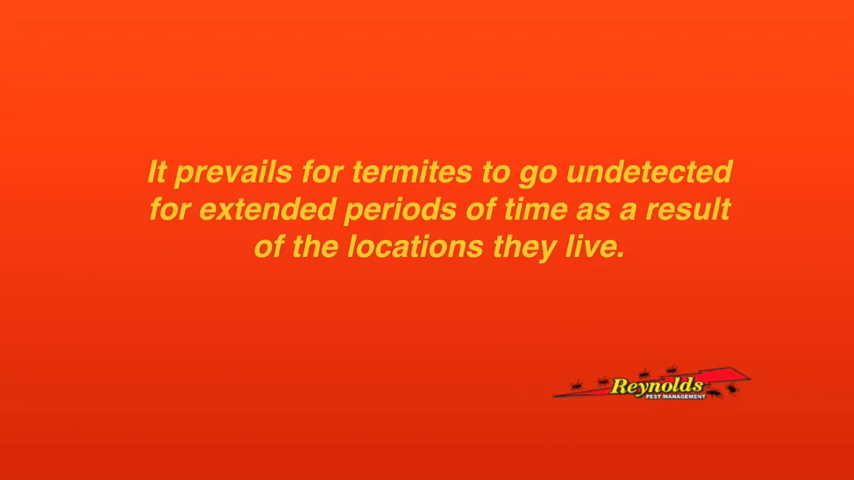 It prevails for termites to go undetected
for extended periods of time as a result
of the locations they live.
Reynolds
PEST MANAGEMENT